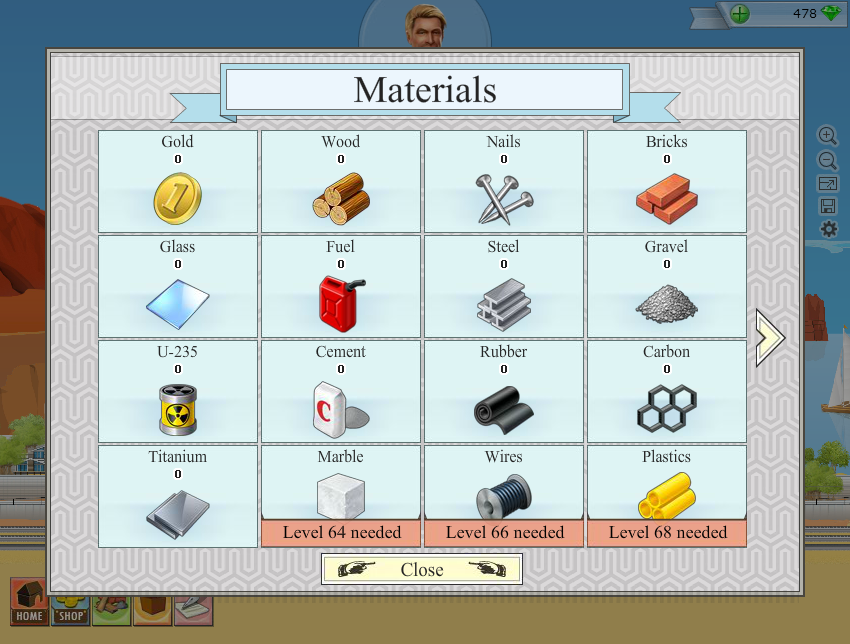 478
Materials
Gold
0
Wood
0
Nails
0
Bricks
0
Glass
0
Fuel
0
Steel
0
Gravel
0
U-235
0
Cement
0
Rubber
0
Carbon
0
Titanium
0
Marble
Level 64 needed
Wires
Level 66 needed
Plastics
Level 68 needed
1
C
Close
HOME
SHOP